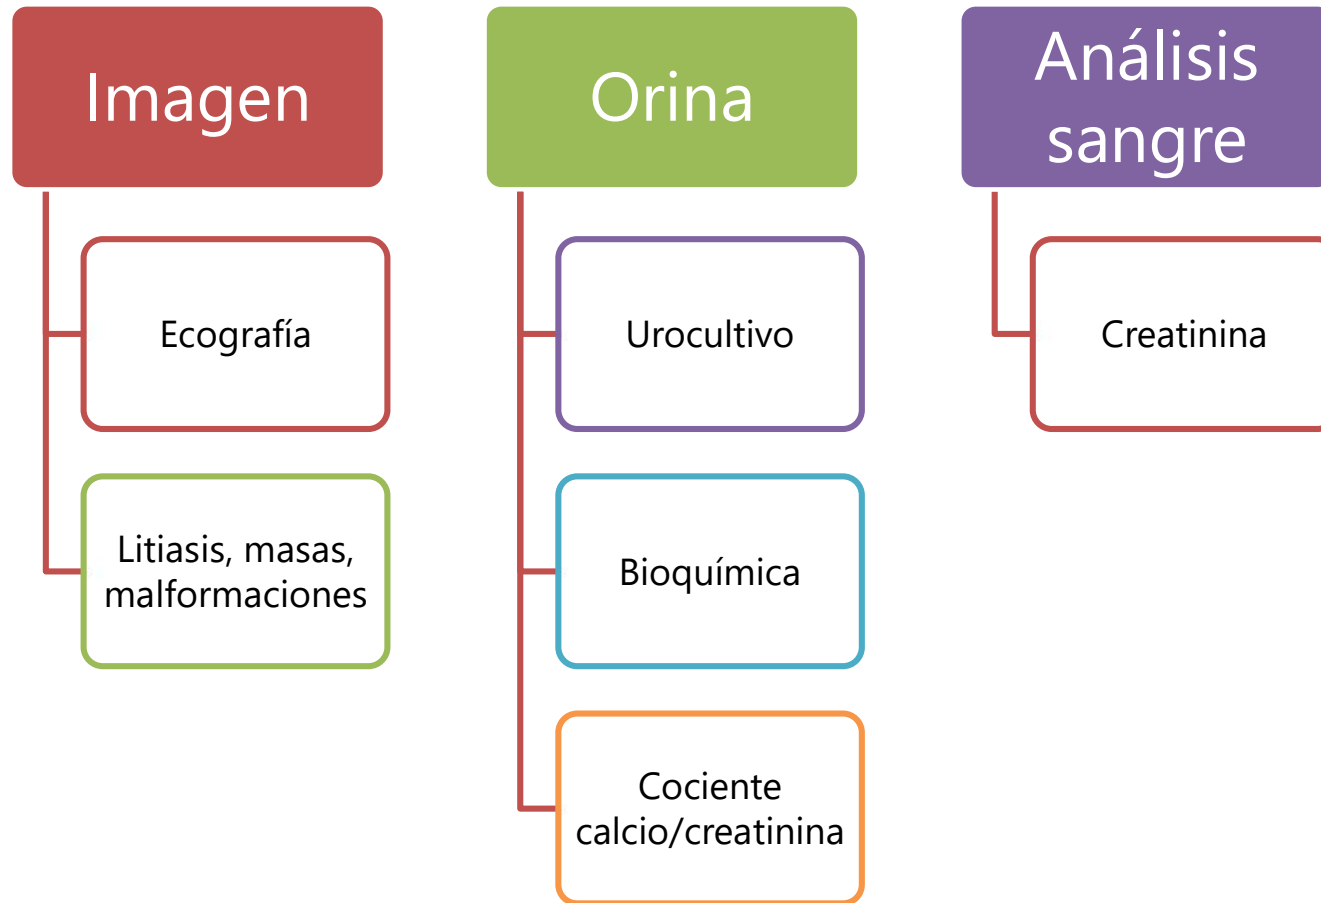 Imagen
Ecografía
Litiasis, masas,
malformaciones
Orina
Urocultivo
Bioquímica
Cociente
calcio/creatinina
Análisis
sangre
Creatinina